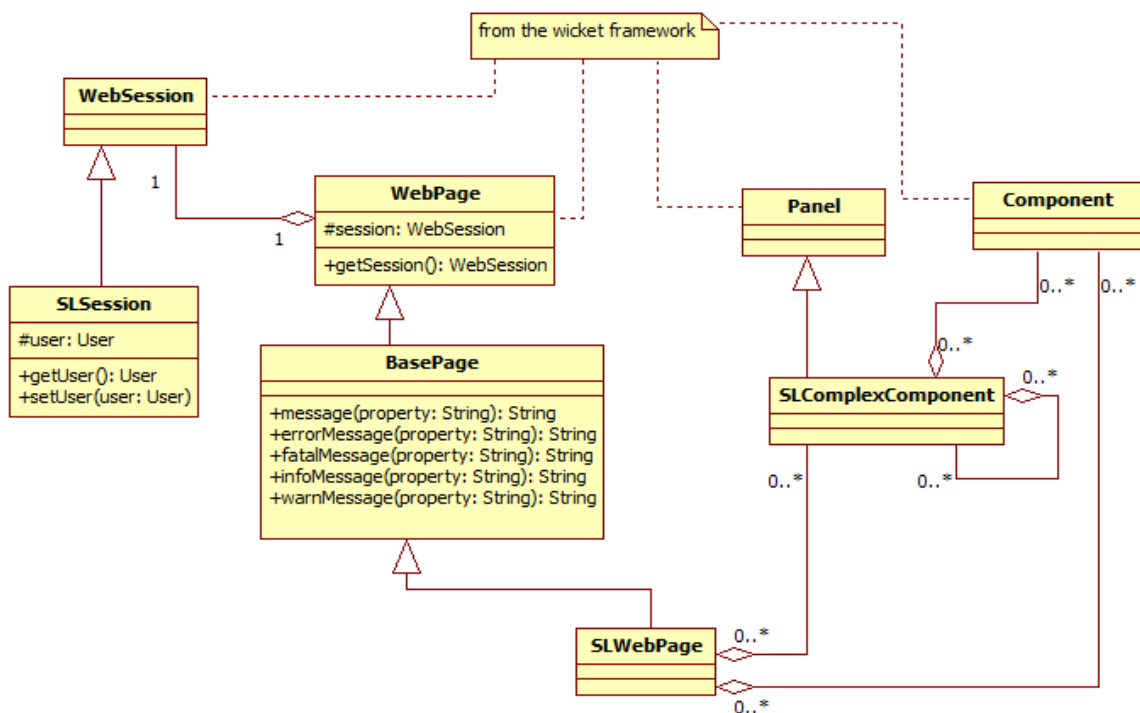 from the wicket framework
WebSession
1
WebPage
#session: WebSession
+getSession(): WebSession
1
Panel
Component
SLSession
#user: User
+getUser(): User
+setUser(user: User)
BasePage
+message(property: String): String
+errorMessage(property: String): String
+fatalMessage(property: String): String
+infoMessage(property: String): String
+warnMessage(property: String): String
0..*
0..*
0..*
SLComplexComponent
0..*
0..*
0..*
SLWebPage
0..*
0..*